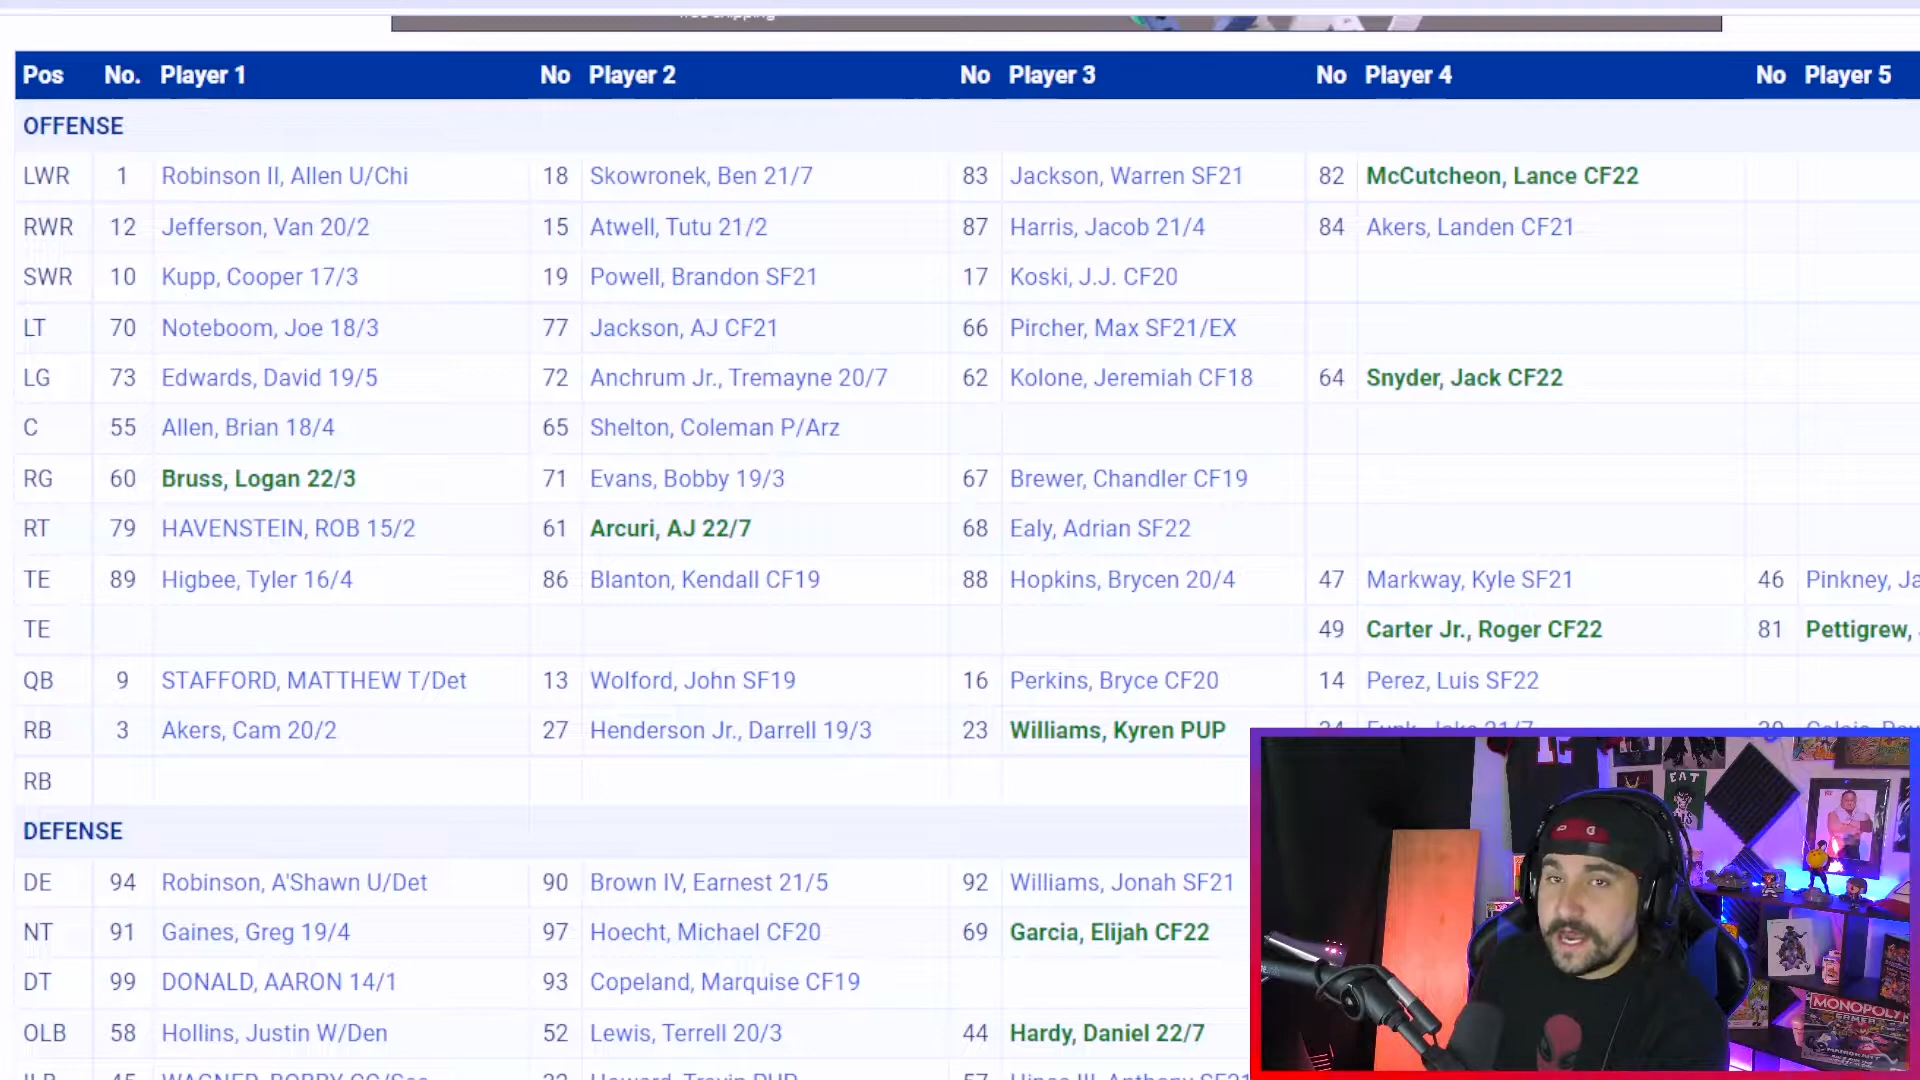 Pos No. Player 1 No Player 2 No Player 3 No Player 4 No Player 5
OFFENSE
LWR 1 Robinson II, Allen U/Chi 18 Skowronek, Ben 21/7 83 Jackson, Warren SF21 82 McCutcheon, Lance CF22
RWR 12 Jefferson, Van 20/2 15 Atwell, Tutu 21/2 87 Harris, Jacob 21/4 84 Akers, Landen CF21
SWR 10 Kupp, Cooper 17/3 19 Powell, Brandon SF21 17 Koski, J.J. CF20
LT 70 Noteboom, Joe 18/3 77 Jackson, AJ CF21 66 Pircher, Max SF21/EX
LG 73 Edwards, David 19/5 72 Anchrum Jr., Tremayne 20/7 62 Kolone, Jeremiah CF18 64 Snyder, Jack CF22
C 55 Allen, Brian 18/4 65 Shelton, Coleman P/Arz
RG 60 Bruss, Logan 22/3 71 Evans, Bobby 19/3 67 Brewer, Chandler CF19
RT 79 HAVENSTEIN, ROB 15/2 61 Arcuri, AJ 22/7 68 Ealy, Adrian SF22
TE 89 Higbee, Tyler 16/4 86 Blanton, Kendall CF19 88 Hopkins, Brycen 20/4 47 Markway, Kyle SF21 46 Pinkney, Ja
TE 49 Carter Jr., Roger CF22 81 Pettigrew,
QB 9 STAFFORD, MATTHEW T/Det 13 Wolford, John SF19 16 Perkins, Bryce CF20 14 Perez, Luis SF22
RB 3 Akers, Cam 20/2 27 Henderson Jr., Darrell 19/3 23 Williams, Kyren PUP
RB
DEFENSE
DE 94 Robinson, A'Shawn U/Det 90 Brown IV, Earnest 21/5 92 Williams, Jonah SF21
NT 91 Gaines, Greg 19/4 97 Hoecht, Michael CF20 69 Garcia, Elijah CF22
DT 99 DONALD, AARON 14/1 93 Copeland, Marquise CF19
OLB 58 Hollins, Justin W/Den 52 Lewis, Terrell 20/3 44 Hardy, Daniel 22/7
EAT
MONOPOLY
GAMER